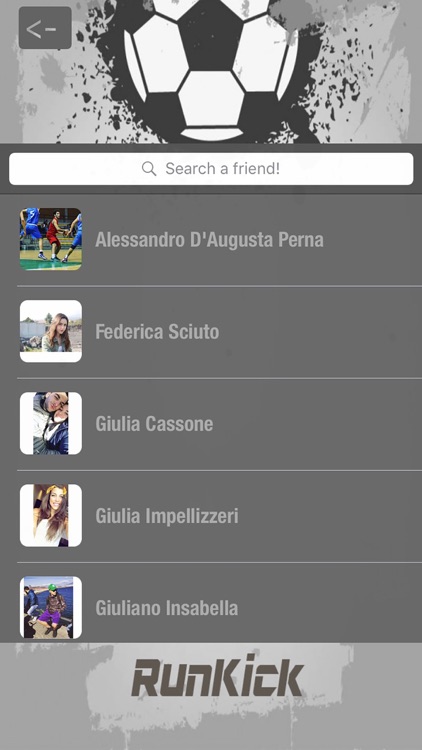 <-
Search a friend!
Alessandro D'Augusta Perna
Federica Sciuto
Giulia Cassone
Giulia Impellizzeri
Giuliano Insabella
RunKick